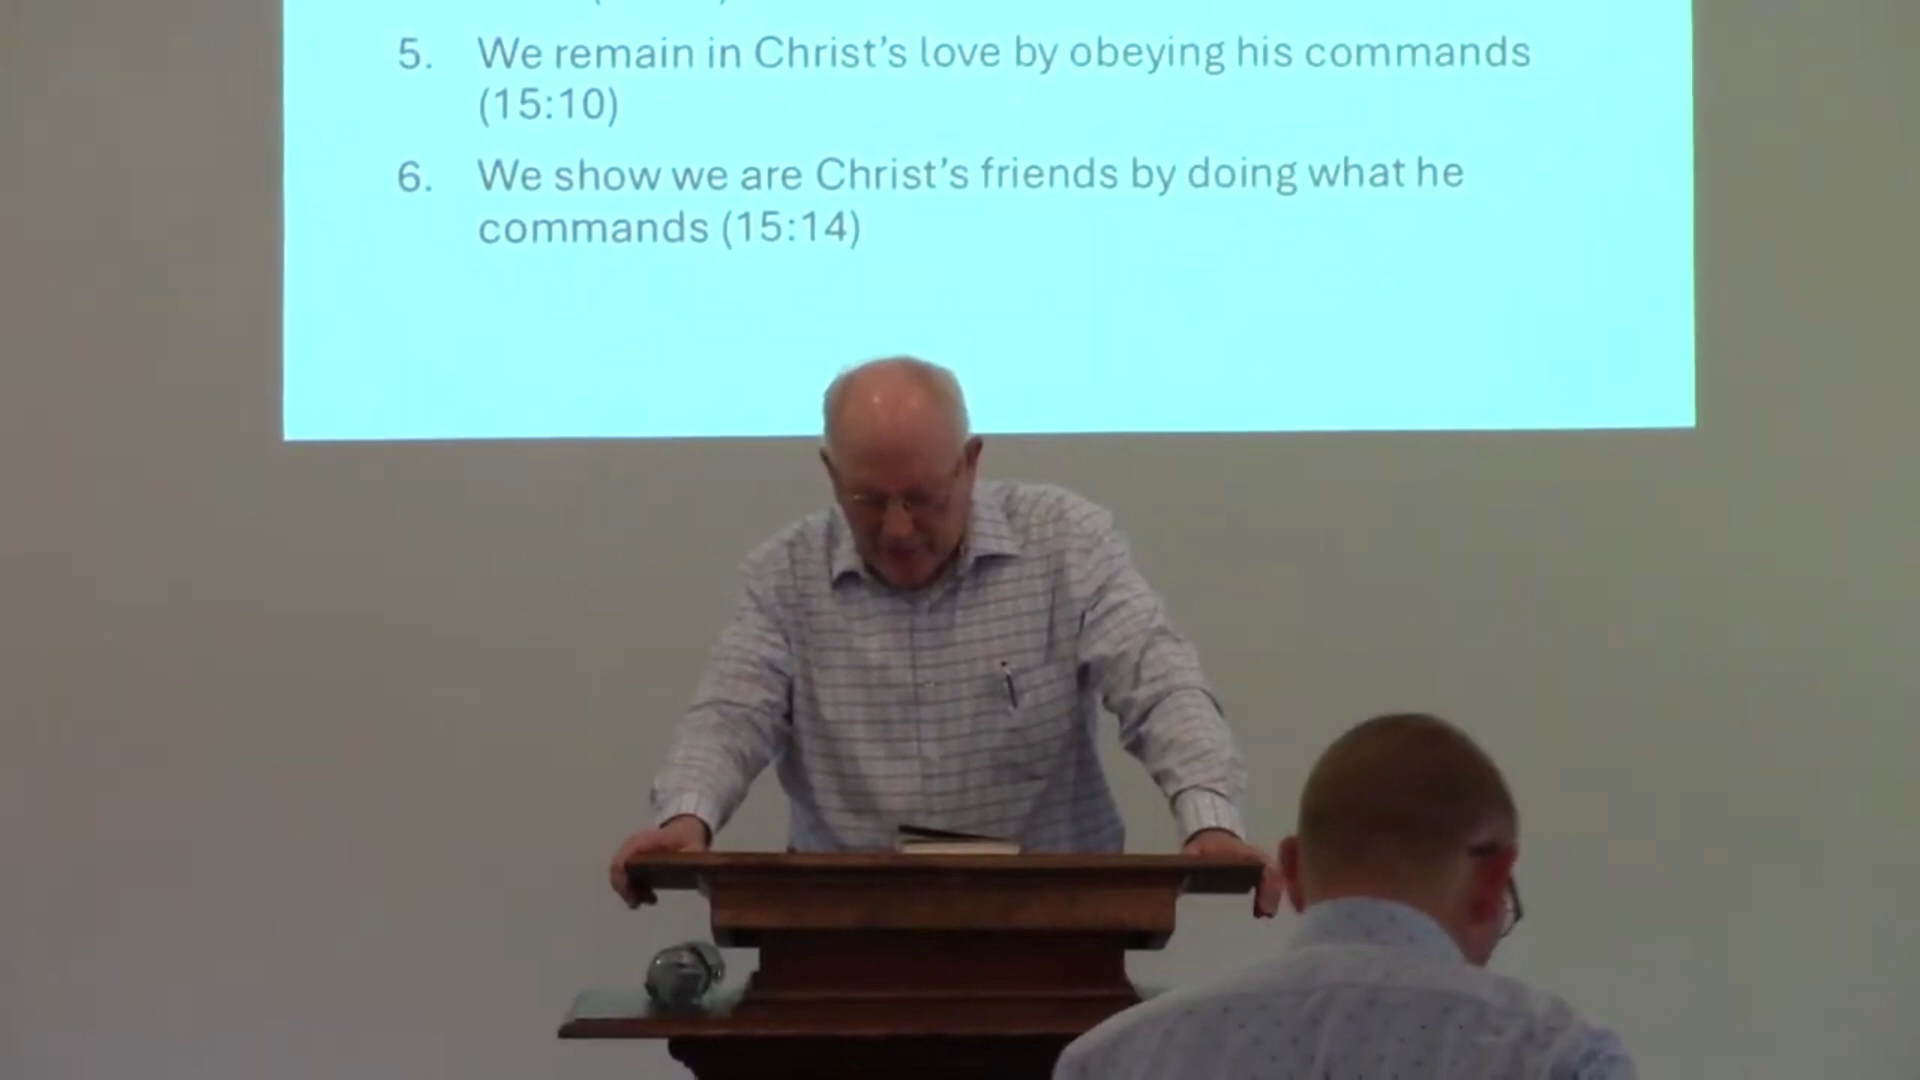 5. We remain in Christ's love by obeying his commands
(15:10)
6. We show we are Christ's friends by doing what he
commands (15:14)